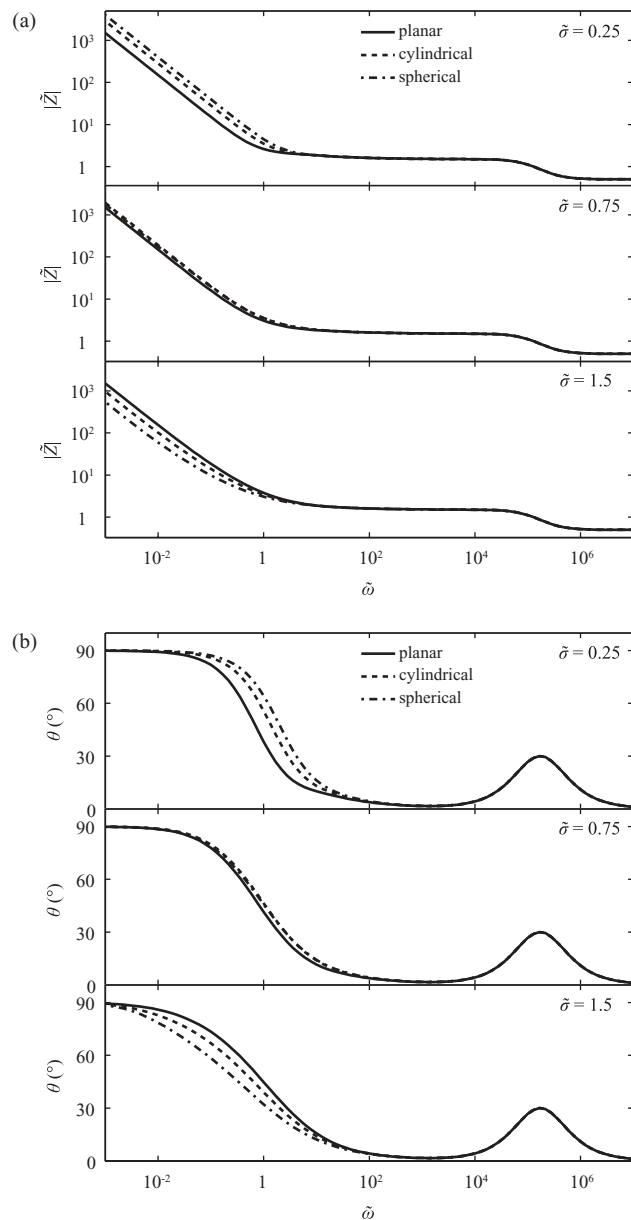 (a)
planar
cylindrical
spherical
σ̃ = 0.25
10³
10²
10¹
1
|Z̃|
σ̃ = 0.75
10³
10²
10¹
1
|Z̃|
σ̃ = 1.5
10³
10²
10¹
1
|Z̃|
10⁻² 1 10² 10⁴ 10⁶
ω̃
(b)
planar
cylindrical
spherical
σ̃ = 0.25
90
60
30
0
θ (°)
σ̃ = 0.75
90
60
30
0
θ (°)
σ̃ = 1.5
90
60
30
0
θ (°)
10⁻² 1 10² 10⁴ 10⁶
ω̃